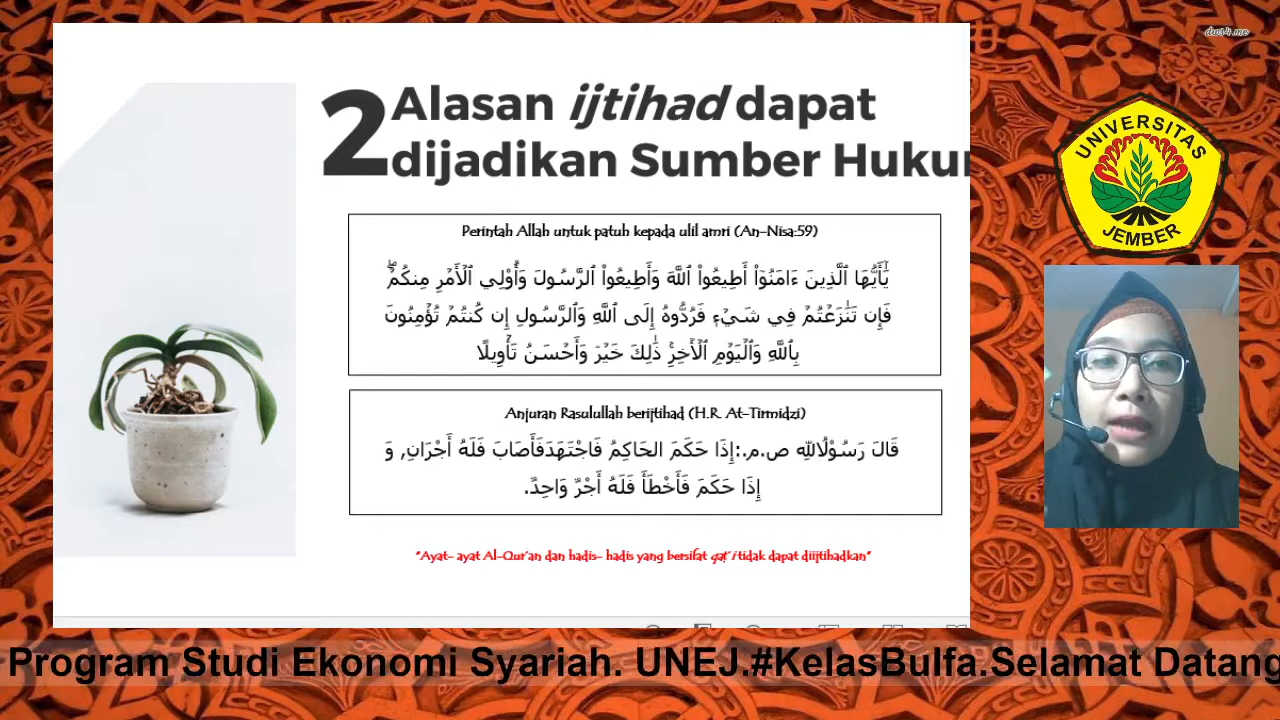 2 Alasan ijtihad dapat
dijadikan Sumber Hukum
Perintah Allah untuk patuh kepada ulil amri (An-Nisa:59)
يَٰٓأَيُّهَا ٱلَّذِينَ ءَامَنُوٓاْ أَطِيعُواْ ٱللَّهَ وَأَطِيعُواْ ٱلرَّسُولَ وَأُوْلِي ٱلۡأَمۡرِ مِنكُمۡۖ
فَإِن تَنَٰزَعۡتُمۡ فِي شَيۡءٖ فَرُدُّوهُ إِلَى ٱللَّهِ وَٱلرَّسُولِ إِن كُنتُمۡ تُؤۡمِنُونَ
بِٱللَّهِ وَٱلۡيَوۡمِ ٱلۡأٓخِرِۚ ذَٰلِكَ خَيۡرٞ وَأَحۡسَنُ تَأۡوِيلًا
Anjuran Rasulullah berijtihad (H.R. At-Tirmidzi)
قَالَ رَسُوْلُاللهِ ص.م.:إِذَا حَكَمَ الحَاكِمُ فَاجْتَهَدَفَأَصَابَ فَلَهُ أَجْرَانِ, وَ
إِذَا حَكَمَ فَأَخْطَأَ فَلَهُ أَجْرٌ وَاحِدٌ.
"Ayat- ayat Al-Qur'an dan hadis- hadis yang bersifat qaṭ'i tidak dapat diijtihadkan"
UNIVERSITAS
JEMBER
Program Studi Ekonomi Syariah. UNEJ.#KelasBuIfa.Selamat Datang